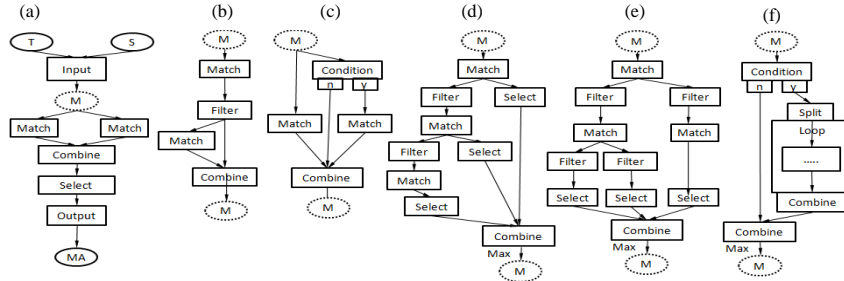 (a)
T
S
Input
M
Match
Match
Combine
Select
Output
MA
(b)
M
Match
Filter
Match
Combine
M
(c)
M
Condition
n
y
Match
Match
Combine
M
(d)
M
Match
Filter
Select
Match
Filter
Select
Match
Select
Combine
Max
M
(e)
M
Match
Filter
Filter
Match
Match
Filter
Filter
Select
Select
Select
Combine
Max
M
(f)
M
Condition
n
y
Split
Loop
.....
Combine
Combine
Max
M